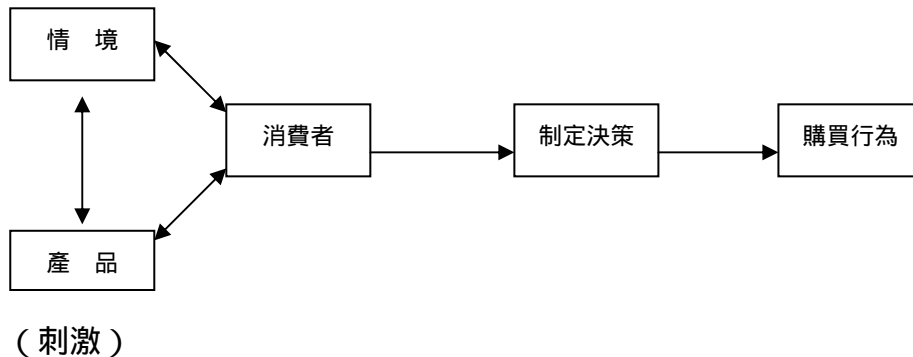 情　境
消費者
制定決策
購買行為
產　品
（刺激）